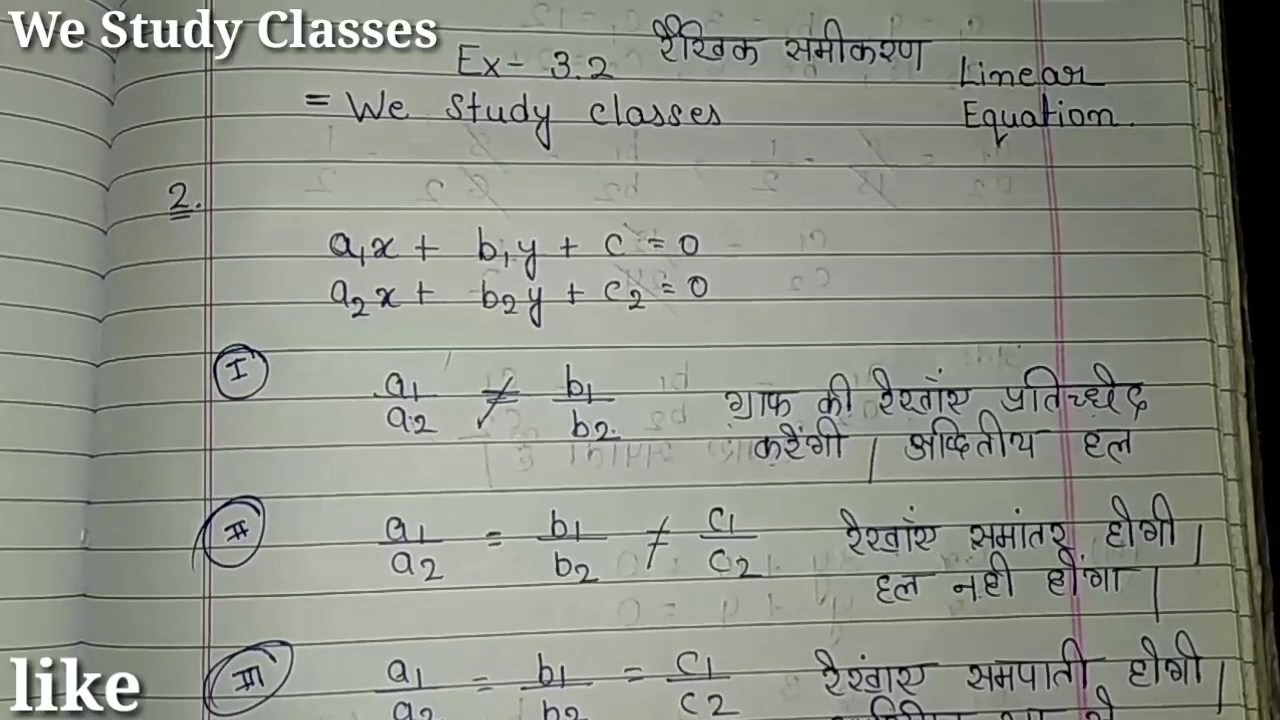 We Study Classes
Ex- 3.2 रैखिक समीकरण Linear
= We study classes Equation.
2.
a₁x + b₁y + c = 0
a₂x + b₂y + c₂ = 0
I a₁/a₂ ≠ b₁/b₂ ग्राफ की रेखाएं प्रतिच्छेद
करेंगी | अद्वितीय हल
II a₁/a₂ = b₁/b₂ ≠ c₁/c₂ रेखाएं समांतर होगी |
हल नही होगा |
III a₁/a₂ = b₁/b₂ = c₁/c₂ रेखाएं समपाती होगी |
like